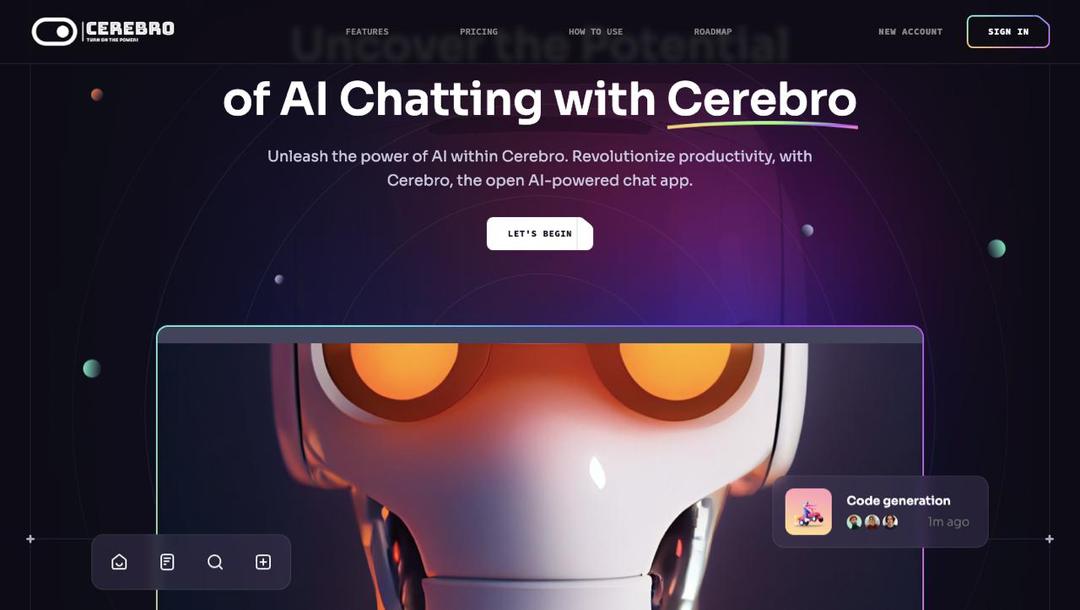 CEREBRO
TURN ON THE POWER!
FEATURES
PRICING
HOW TO USE
ROADMAP
NEW ACCOUNT
SIGN IN
Uncover the Potential
of AI Chatting with Cerebro
Unleash the power of AI within Cerebro. Revolutionize productivity, with
Cerebro, the open AI-powered chat app.
LET'S BEGIN
Code generation
1m ago